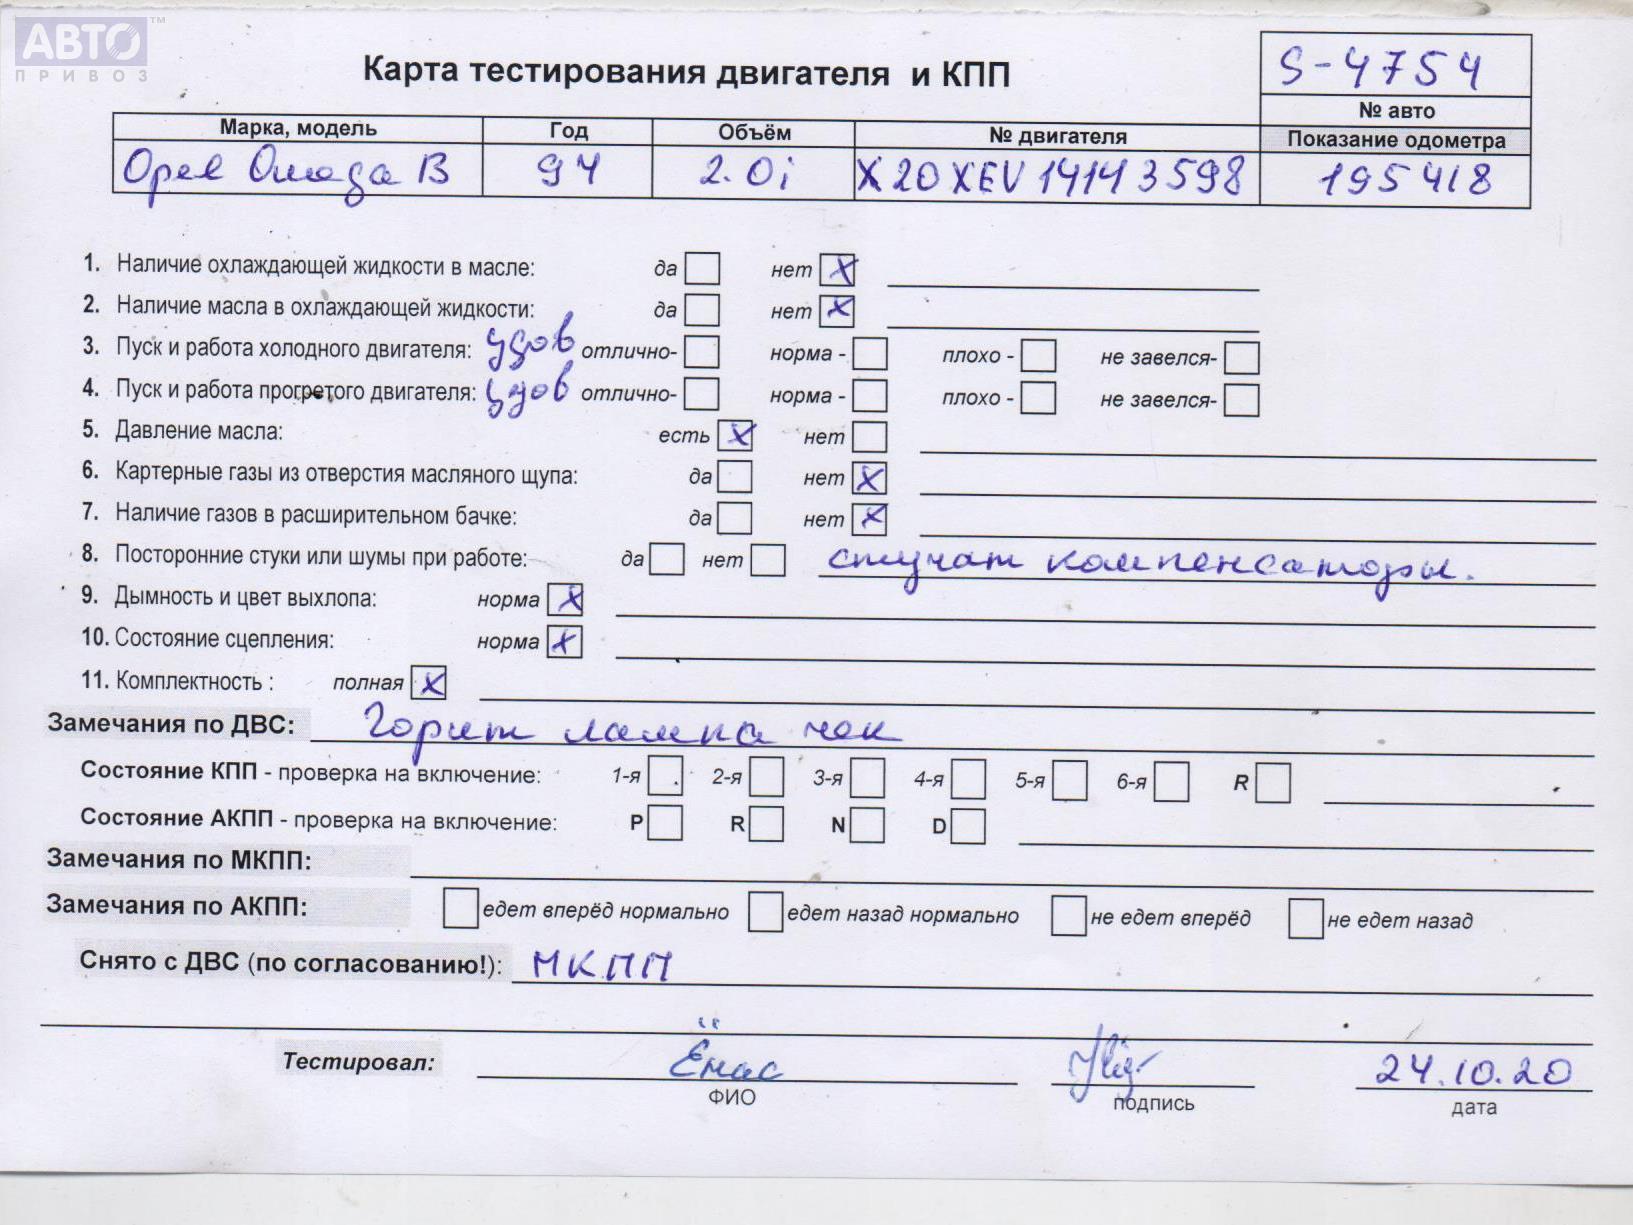 АВТО ™
ПРИВОЗ
Карта тестирования двигателя и КПП
S-4754
№ авто
Марка, модель Год Объём № двигателя Показание одометра
Opel Омега В 94 2.0i X20XEV14143598 195418
1. Наличие охлаждающей жидкости в масле: да нет X
2. Наличие масла в охлаждающей жидкости: да нет X
3. Пуск и работа холодного двигателя: удов отлично- норма - плохо - не завелся-
4. Пуск и работа прогретого двигателя: удов отлично- норма - плохо - не завелся-
5. Давление масла: есть X нет
6. Картерные газы из отверстия масляного щупа: да нет X
7. Наличие газов в расширительном бачке: да нет X
8. Посторонние стуки или шумы при работе: да нет стучат компенсаторы.
9. Дымность и цвет выхлопа: норма X
10. Состояние сцепления: норма X
11. Комплектность : полная X
Замечания по ДВС: Горит лампа чек
Состояние КПП - проверка на включение: 1-я 2-я 3-я 4-я 5-я 6-я R
Состояние АКПП - проверка на включение: P R N D
Замечания по МКПП:
Замечания по АКПП: едет вперёд нормально едет назад нормально не едет вперёд не едет назад
Снято с ДВС (по согласованию!): МКПП
Тестировал: 24.10.20
ФИО подпись дата